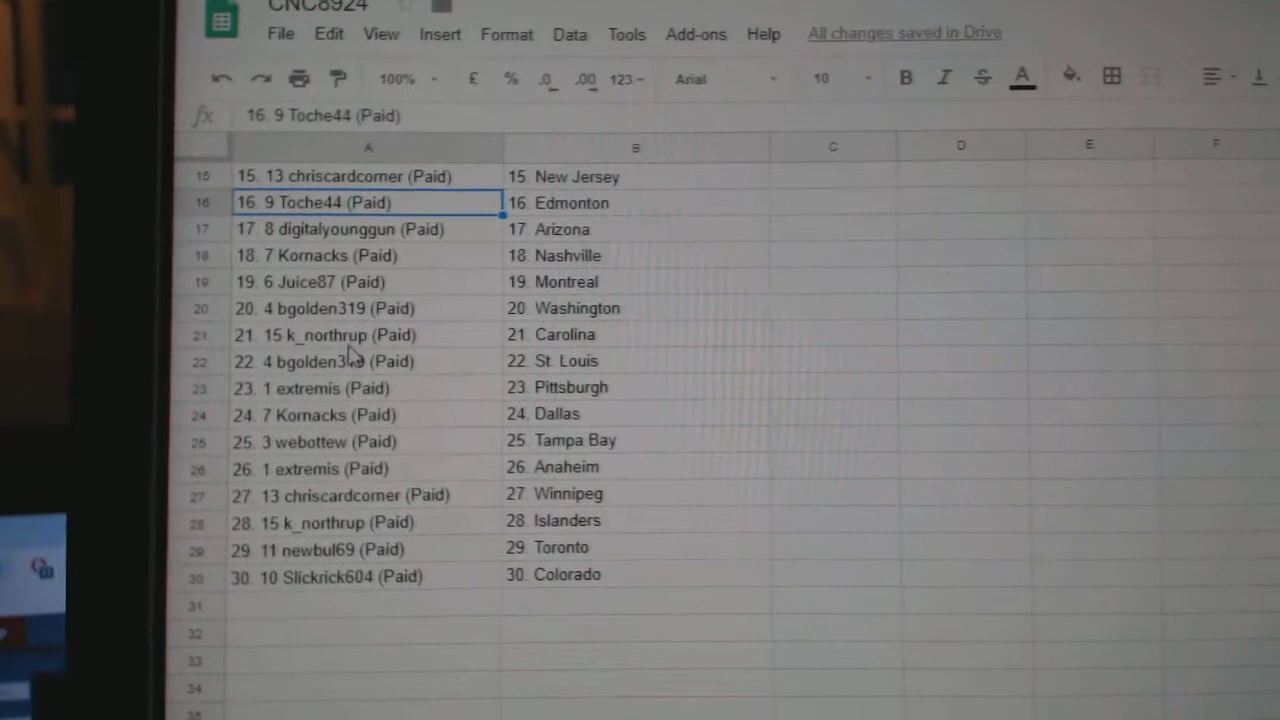 CNC8924
File Edit View Insert Format Data Tools Add-ons Help All changes saved in Drive
100% £ % .0 .00 123 Arial 10 B I S A
fx 16. 9 Toche44 (Paid)
A B C D E F
15 15. 13 chriscardcorner (Paid) 15. New Jersey
16 16. 9 Toche44 (Paid) 16. Edmonton
17 17. 8 digitalyounggun (Paid) 17. Arizona
18 18. 7 Kornacks (Paid) 18. Nashville
19 19. 6 Juice87 (Paid) 19. Montreal
20 20. 4 bgolden319 (Paid) 20. Washington
21 21. 15 k_northrup (Paid) 21. Carolina
22 22. 4 bgolden319 (Paid) 22. St. Louis
23 23. 1 extremis (Paid) 23. Pittsburgh
24 24. 7 Kornacks (Paid) 24. Dallas
25 25. 3 webottew (Paid) 25. Tampa Bay
26 26. 1 extremis (Paid) 26. Anaheim
27 27. 13 chriscardcorner (Paid) 27. Winnipeg
28 28. 15 k_northrup (Paid) 28. Islanders
29 29. 11 newbul69 (Paid) 29. Toronto
30 30. 10 Slickrick604 (Paid) 30. Colorado
31
32
33
34
35